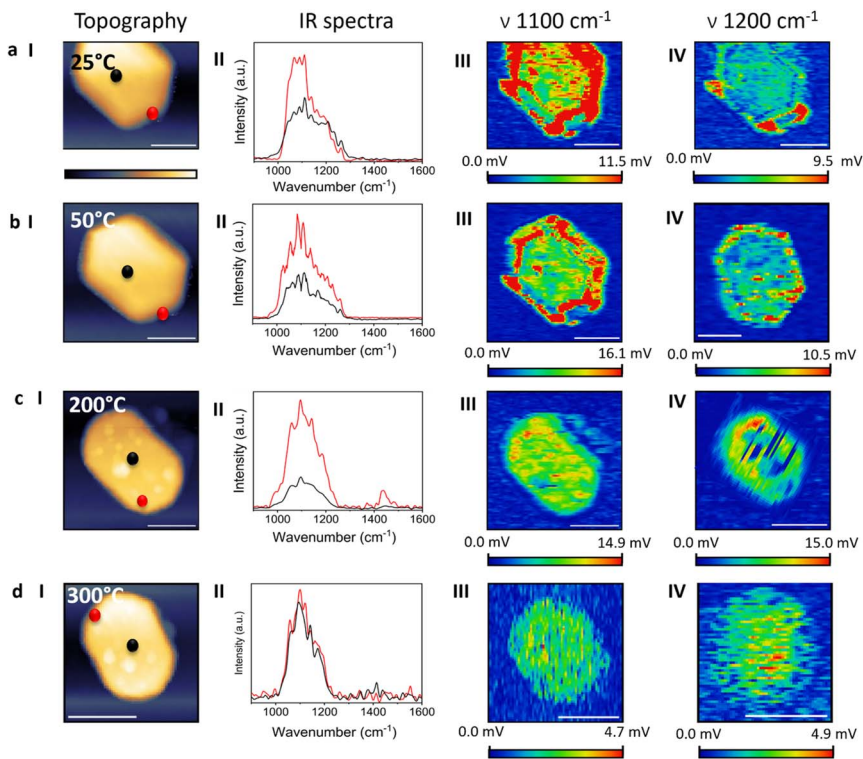 Topography IR spectra ν 1100 cm-1 ν 1200 cm-1
a I 25°C II III IV
Intensity (a.u.)
1000 1200 1400 1600
Wavenumber (cm-1)
0.0 mV 11.5 mV
0.0 mV 9.5 mV
b I 50°C II III IV
Intensity (a.u.)
1000 1200 1400 1600
Wavenumber (cm-1)
0.0 mV 16.1 mV
0.0 mV 10.5 mV
c I 200°C II III IV
Intensity (a.u.)
1000 1200 1400 1600
Wavenumber (cm-1)
0.0 mV 14.9 mV
0.0 mV 15.0 mV
d I 300°C II III IV
Intensity (a.u.)
1000 1200 1400 1600
Wavenumber (cm-1)
0.0 mV 4.7 mV
0.0 mV 4.9 mV